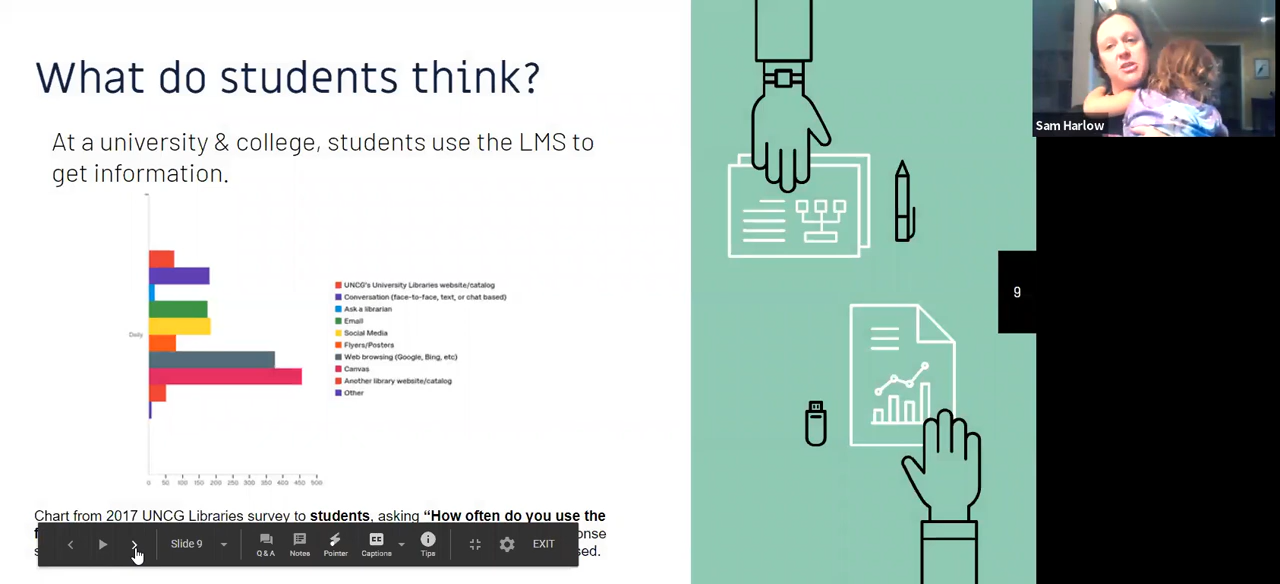 What do students think?
At a university & college, students use the LMS to
get information.
Daily
UNCG's University Libraries website/catalog
Conversation (face-to-face, text, or chat based)
Ask a librarian
Email
Social Media
Flyers/Posters
Web browsing (Google, Bing, etc)
Canvas
Another library website/catalog
Other
0 50 100 150 200 250 300 350 400 450 500
Chart from 2017 UNCG Libraries survey to students, asking “How often do you use the
Slide 9
Q & A
Notes
Pointer
Captions
Tips
EXIT
9
Sam Harlow